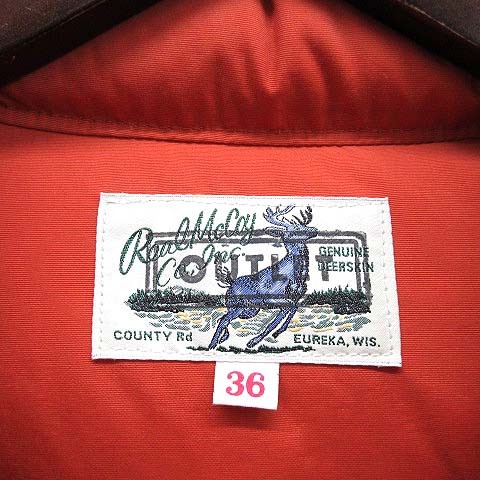 Real McCoy
Co., Inc.
OUTLET
GENUINE
DEERSKIN
COUNTY Rd
EUREKA, WIS.
36